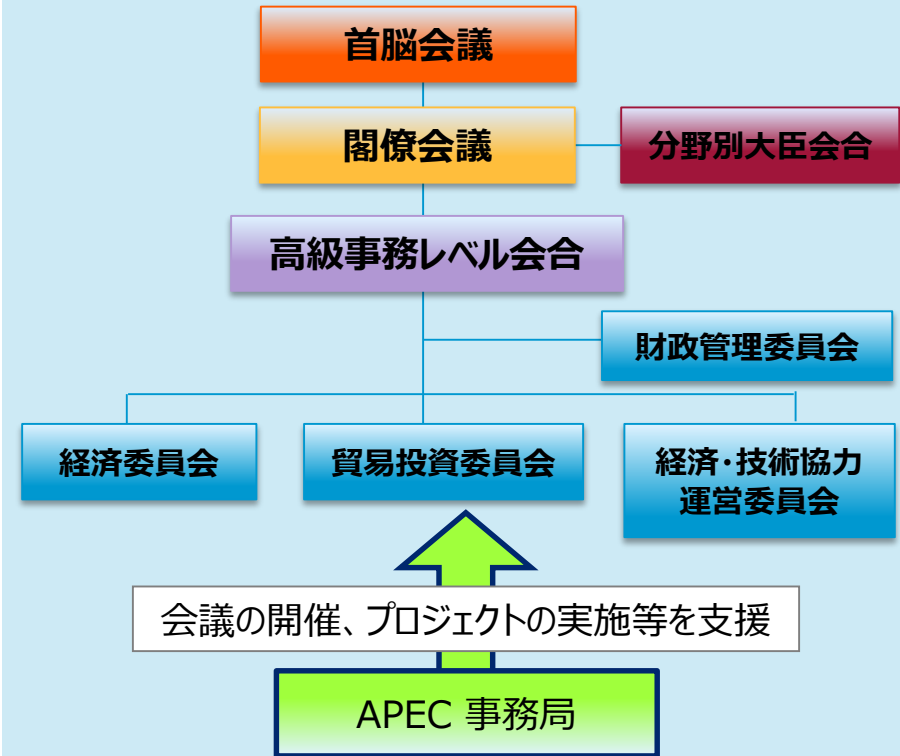 首脳会議
閣僚会議
分野別大臣会合
高級事務レベル会合
財政管理委員会
経済委員会
貿易投資委員会
経済・技術協力
運営委員会
会議の開催、プロジェクトの実施等を支援
APEC 事務局